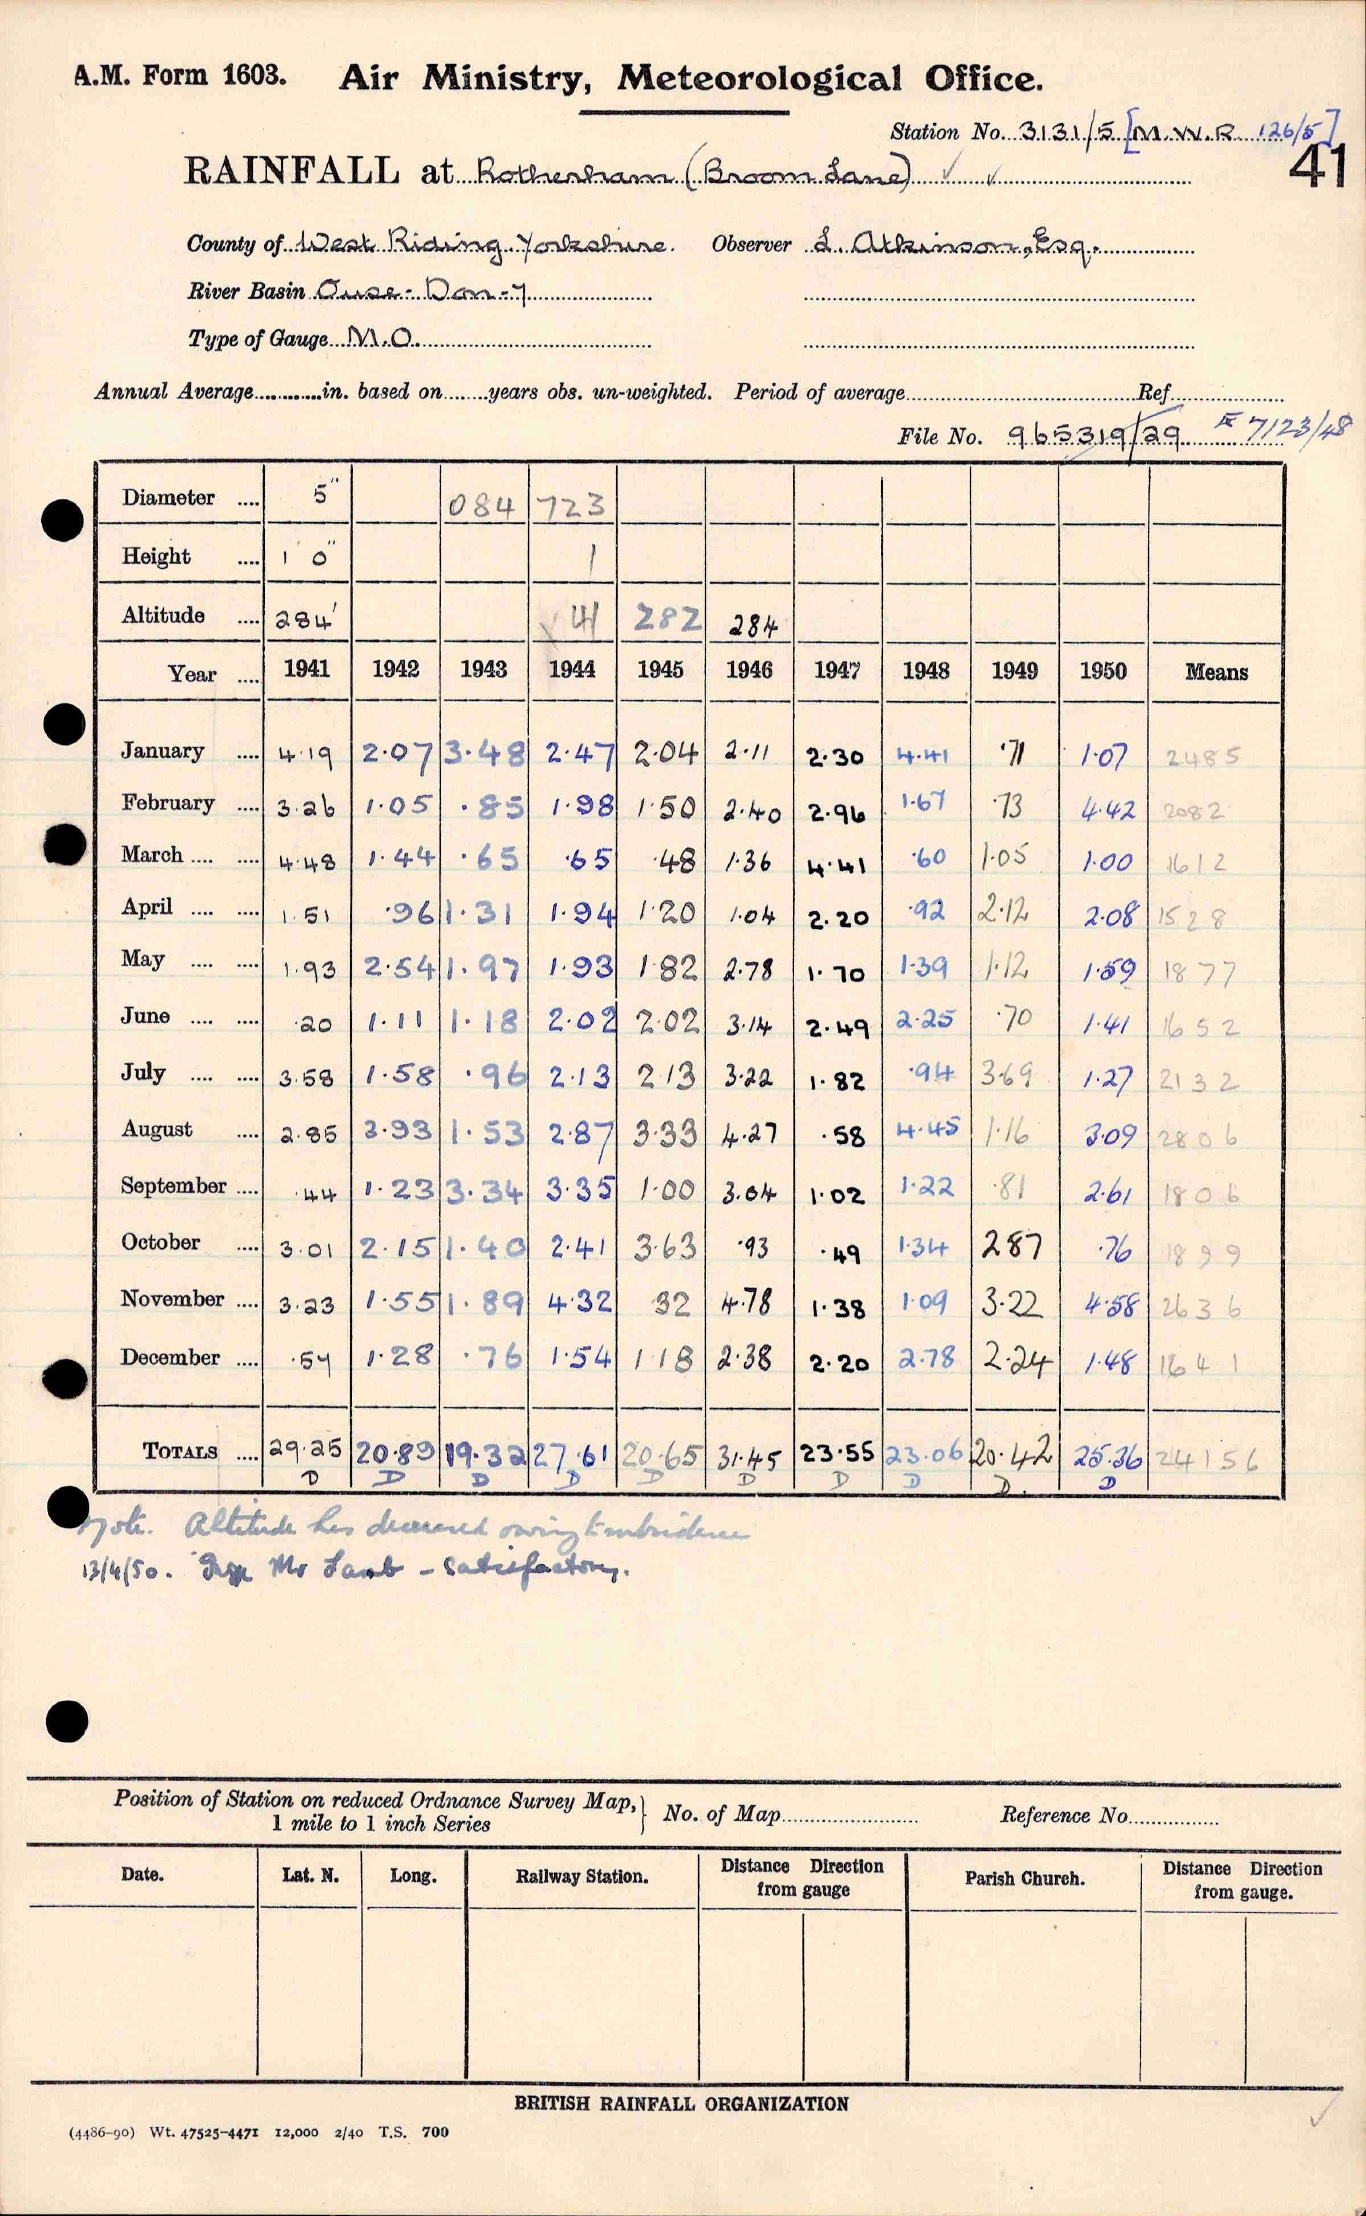 A.M. Form 1603. Air Ministry, Meteorological Office.
Station No. 3131/5 [M.W.R. 126/5]
41
RAINFALL at Rotherham (Broom Lane) ✓ ✓
County of West Riding Yorkshire. Observer L. Atkinson, Esq.
River Basin Ouse-Don-7
Type of Gauge M.O.
Annual Average............in. based on........years obs. un-weighted. Period of average............Ref............
File No. 965319/29 7123/48
Diameter .... 5" 084 723
Height .... 1' 0" 1
Altitude .... 284' 41 282 284
Year .... 1941 1942 1943 1944 1945 1946 1947 1948 1949 1950 Means
January .... 4.19 2.07 3.48 2.47 2.04 2.11 2.30 4.41 .71 1.07 2485
February .... 3.26 1.05 .85 1.98 1.50 2.40 2.96 1.67 .73 4.42 2082
March .... .... 4.48 1.44 .65 .65 .48 1.36 4.41 .60 1.05 1.00 1612
April .... .... 1.51 .96 1.31 1.94 1.20 1.04 2.20 .92 2.12 2.08 1528
May .... .... 1.93 2.54 1.97 1.93 1.82 2.78 1.70 1.39 1.12 1.59 1877
June .... .... .20 1.11 1.18 2.02 2.02 3.14 2.49 2.25 .70 1.41 1652
July .... .... 3.58 1.58 .96 2.13 2.13 3.22 1.82 .94 3.69 1.27 2132
August .... 2.85 3.93 1.53 2.87 3.33 4.27 .58 4.45 1.16 3.09 2806
September .... .44 1.23 3.34 3.35 1.00 3.04 1.02 1.22 .81 2.61 1806
October .... 3.01 2.15 1.40 2.41 3.63 .93 .49 1.34 2.87 .76 1899
November .... 3.23 1.55 1.89 4.32 32 4.78 1.38 1.09 3.22 4.58 2636
December .... .57 1.28 .76 1.54 1 18 2.38 2.20 2.78 2.24 1.48 1641
TOTALS .... 29.25 20.89 19.32 27.61 20.65 31.45 23.55 23.06 20.42 25.36 24156
D D D D D D D D D. D
Note. Altitude has decreased owing to subsidence
13/4/50. Insp Mr Lamb - Satisfactory.
Position of Station on reduced Ordnance Survey Map, 1 mile to 1 inch Series } No. of Map............ Reference No............
Date. Lat. N. Long. Railway Station. Distance from gauge Direction Parish Church. Distance Direction from gauge.
BRITISH RAINFALL ORGANIZATION
(4486-90) Wt. 47525-4471 12,000 2/40 T.S. 700